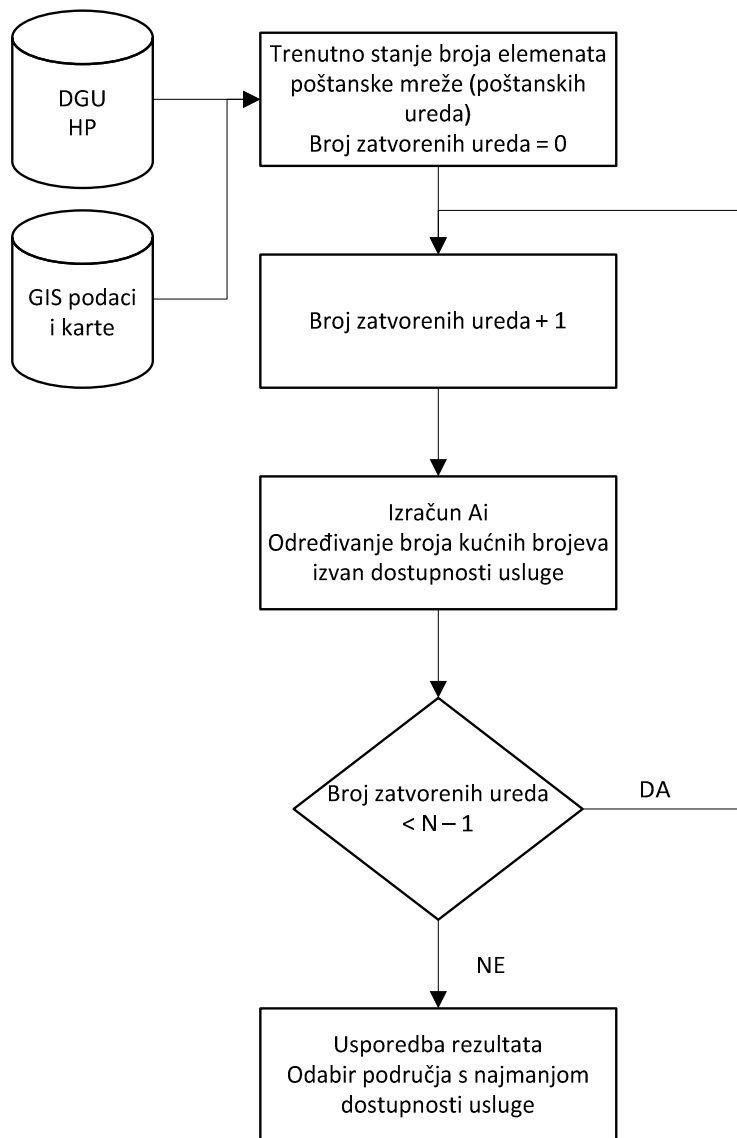 DGU
HP
Trenutno stanje broja elemenata
poštanske mreže (poštanskih
ureda)
Broj zatvorenih ureda = 0
GIS podaci
i karte
Broj zatvorenih ureda + 1
Izračun Ai
Određivanje broja kućnih brojeva
izvan dostupnosti usluge
Broj zatvorenih ureda
< N – 1
DA
NE
Usporedba rezultata
Odabir područja s najmanjom
dostupnosti usluge